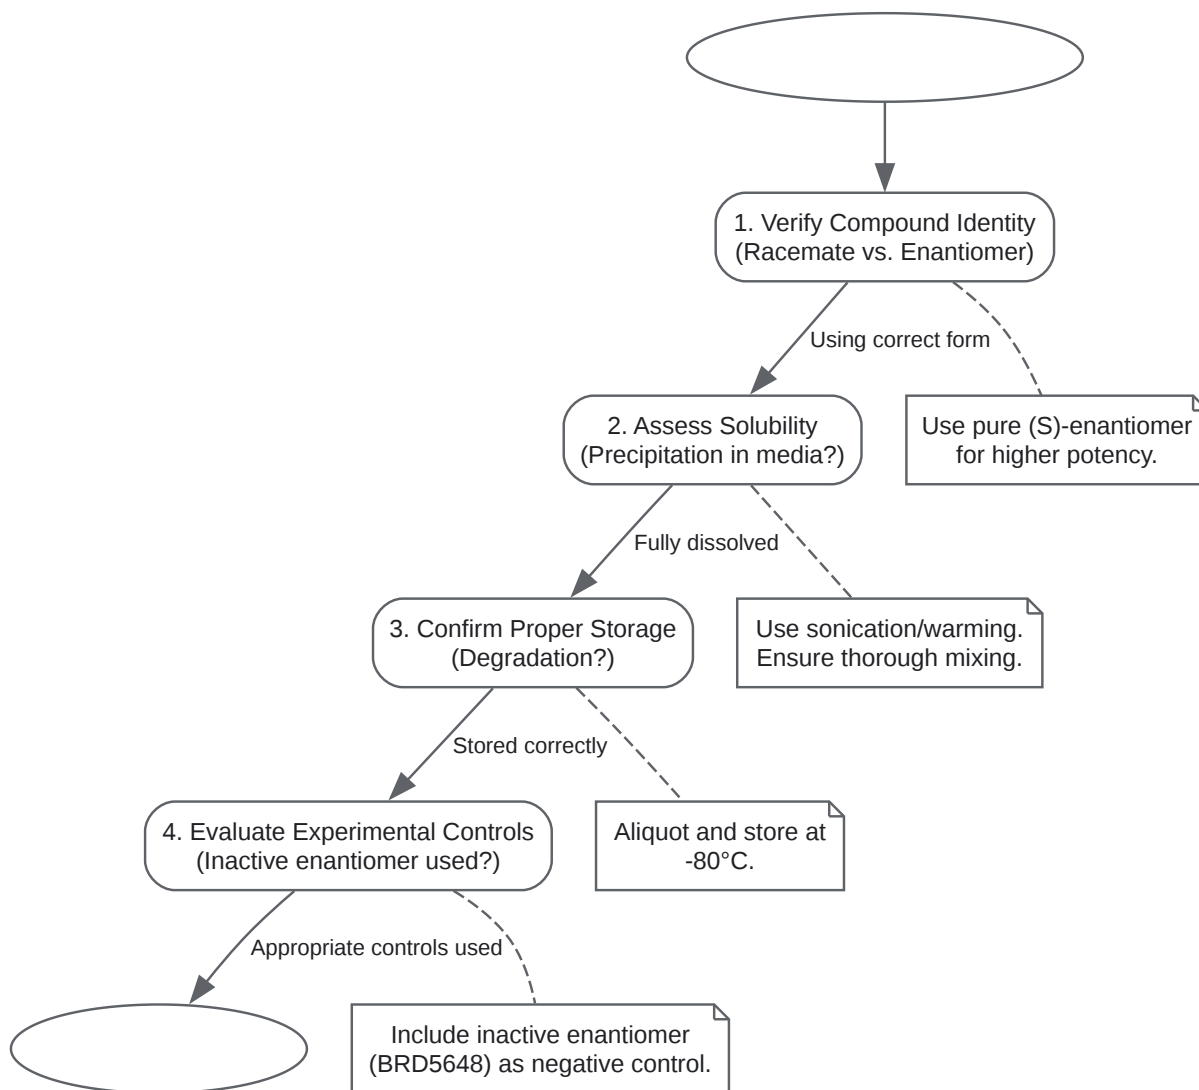 1. Verify Compound Identity
(Racemate vs. Enantiomer)
Using correct form
2. Assess Solubility
(Precipitation in media?)
Use pure (S)-enantiomer
for higher potency.
Fully dissolved
3. Confirm Proper Storage
(Degradation?)
Use sonication/warming.
Ensure thorough mixing.
Stored correctly
4. Evaluate Experimental Controls
(Inactive enantiomer used?)
Aliquot and store at
-80°C.
Appropriate controls used
Include inactive enantiomer
(BRD5648) as negative control.